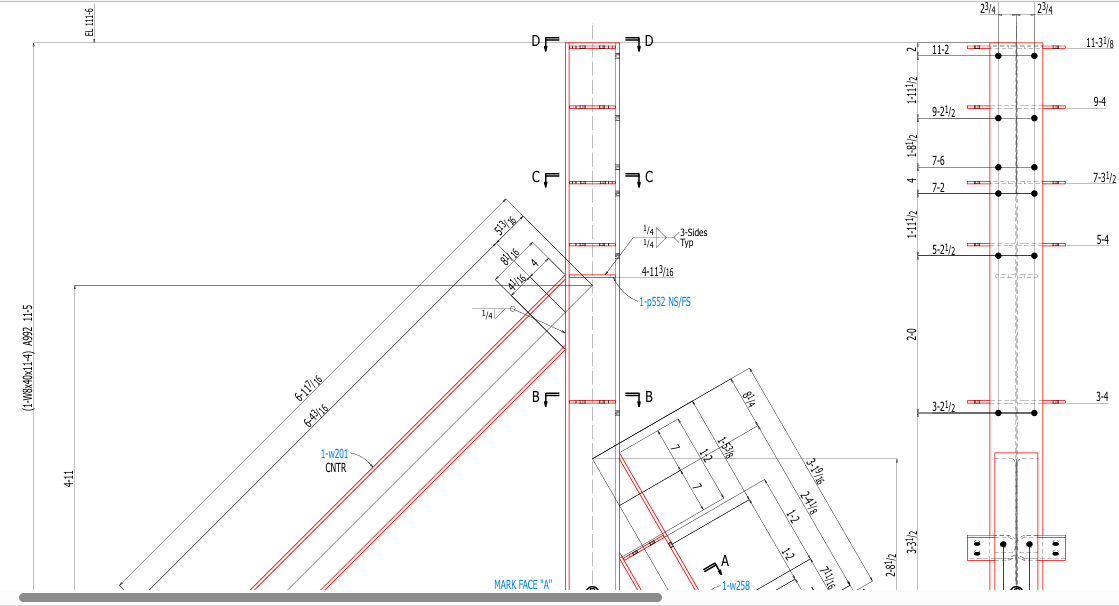 EL 111-6
(1-W8x40x11-4) A992 11-5
4-11
D
D
C
C
B
B
A
5 13/16
8 1/16
4
4 1/16
1/4
6-11 7/16
6-4 3/16
1-w201
CNTR
1/4
1/4
3-Sides
Typ
4-11 3/16
1-p552 NS/FS
MARK FACE "A"
8 1/4
7
1-2
1-5 3/8
7
3-1 9/16
2-4 1/8
1-2
1-2
7 11/16
1-w258
2-8 1/2
2 3/4
2 3/4
2
11-2
11-3 1/8
1-11 1/2
9-4
9-2 1/2
1-8 1/2
7-6
4
7-3 1/2
7-2
1-11 1/2
5-4
5-2 1/2
2-0
3-4
3-2 1/2
3-3 1/2